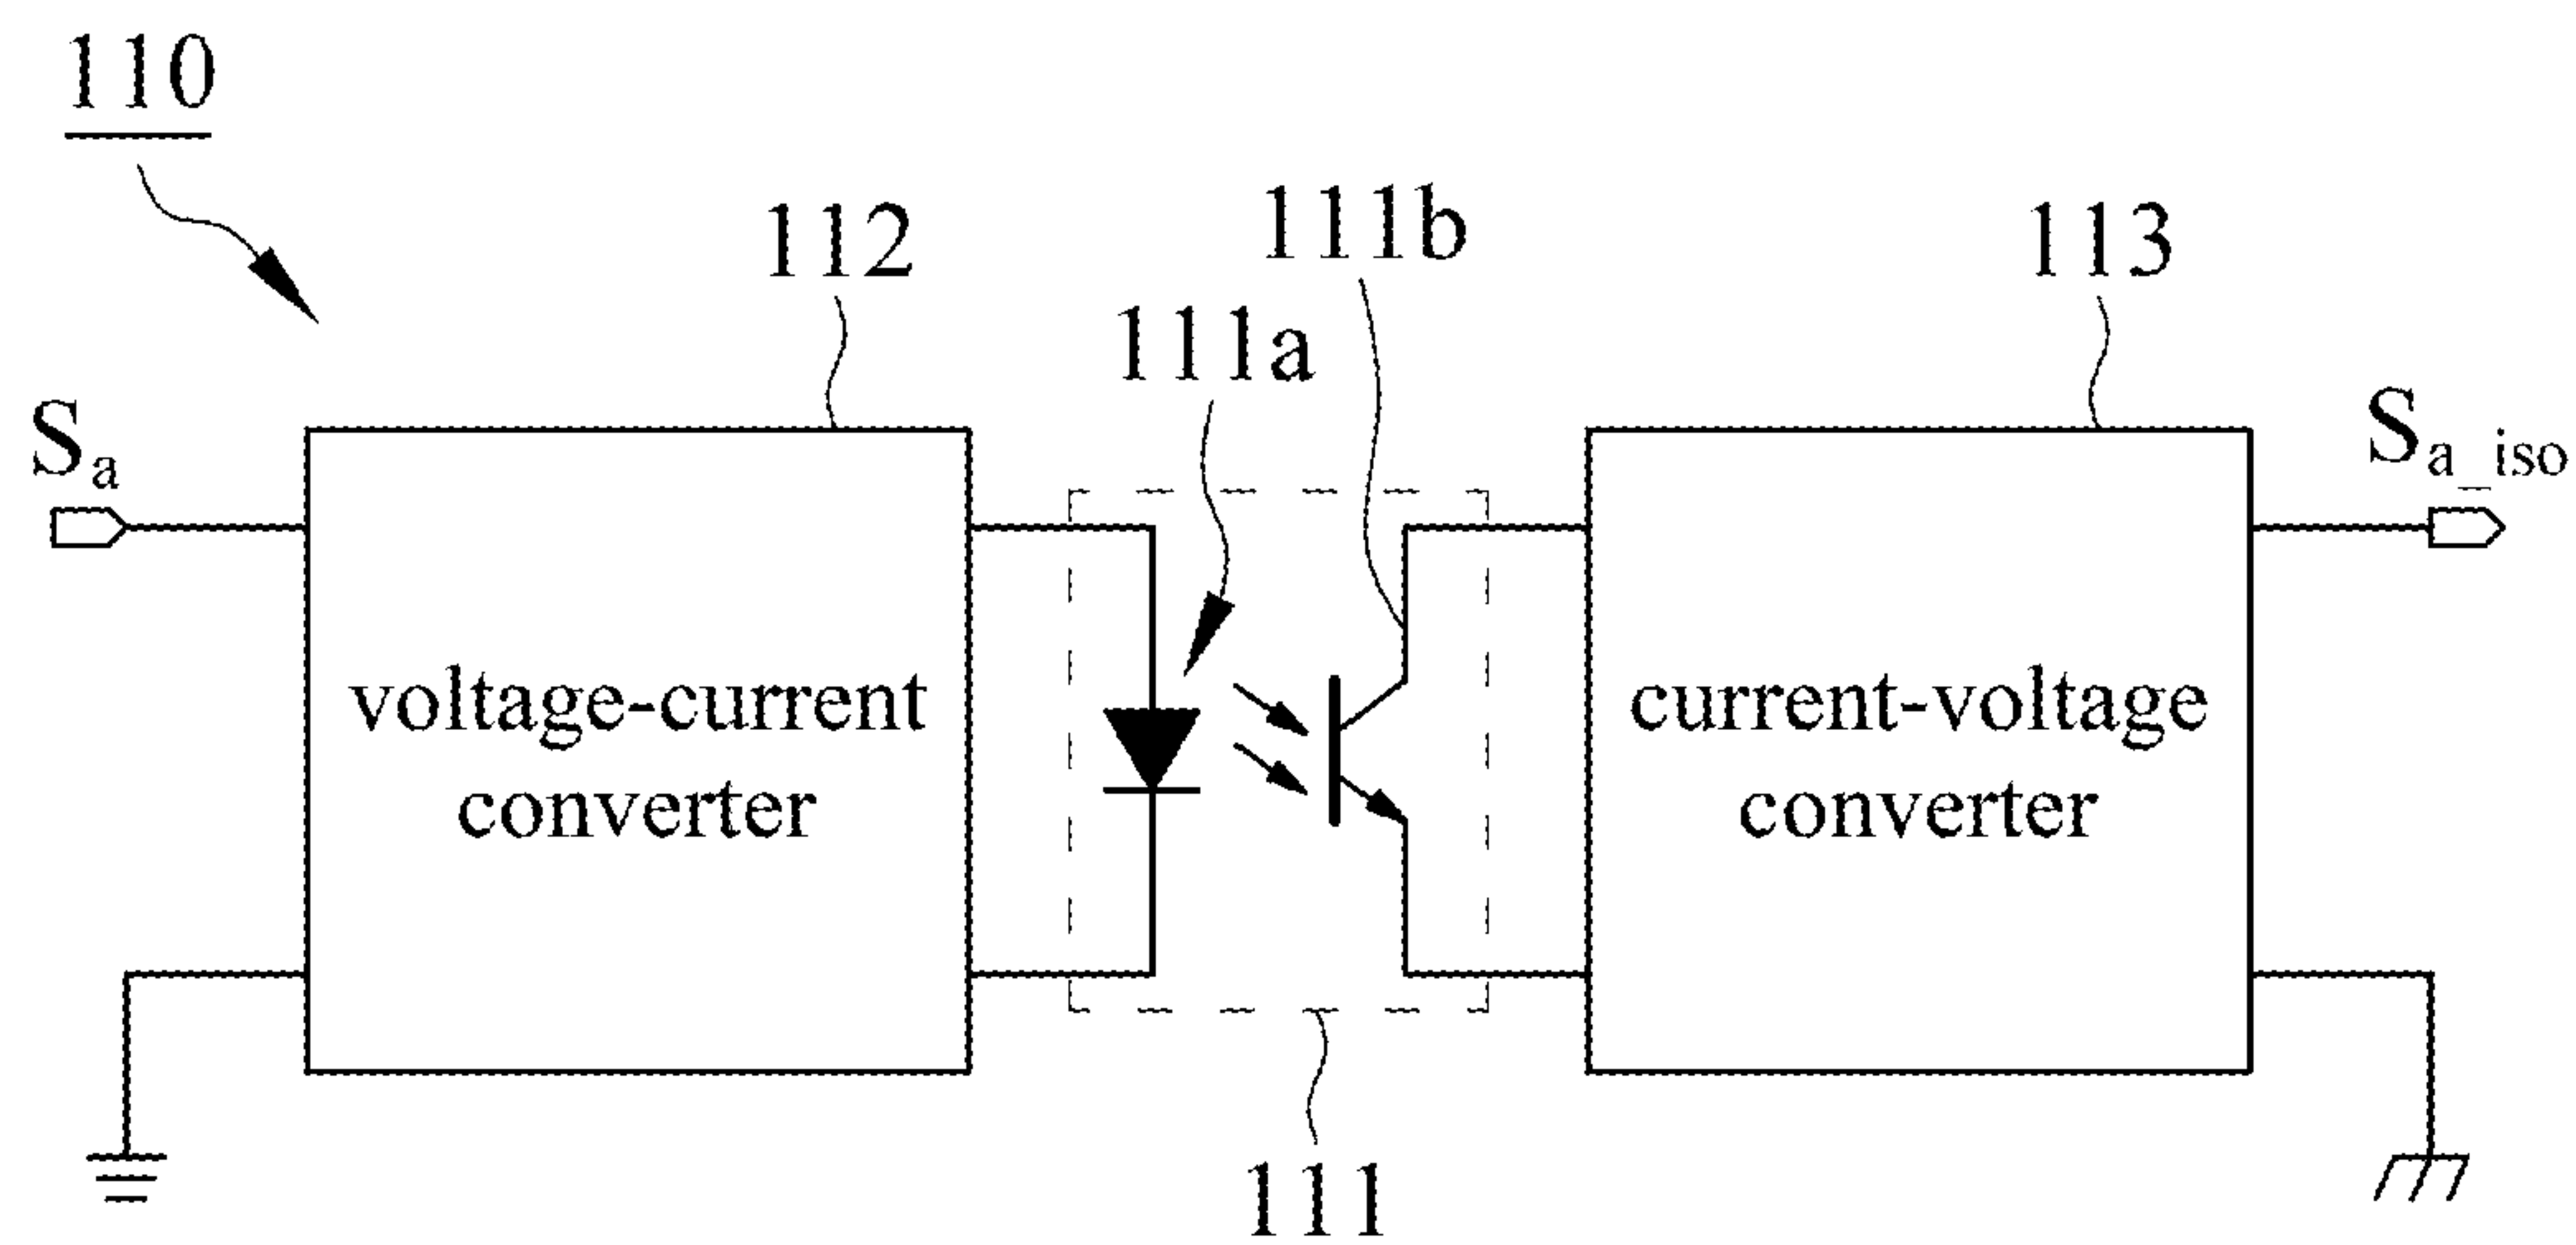 110
112
111b
113
111a
Sa
Sa_iso
voltage-current
converter
current-voltage
converter
111